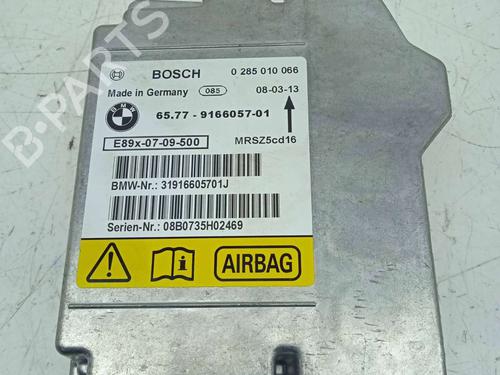 B-PARTS
BOSCH 0 285 010 066
Made in Germany 085 08-03-13
BMW 65.77 - 9166057-01
E89x-07-09-500 MRSZ5cd16
BMW-Nr.: 31916605701J
Serien-Nr.: 08B0735H02469
AIRBAG